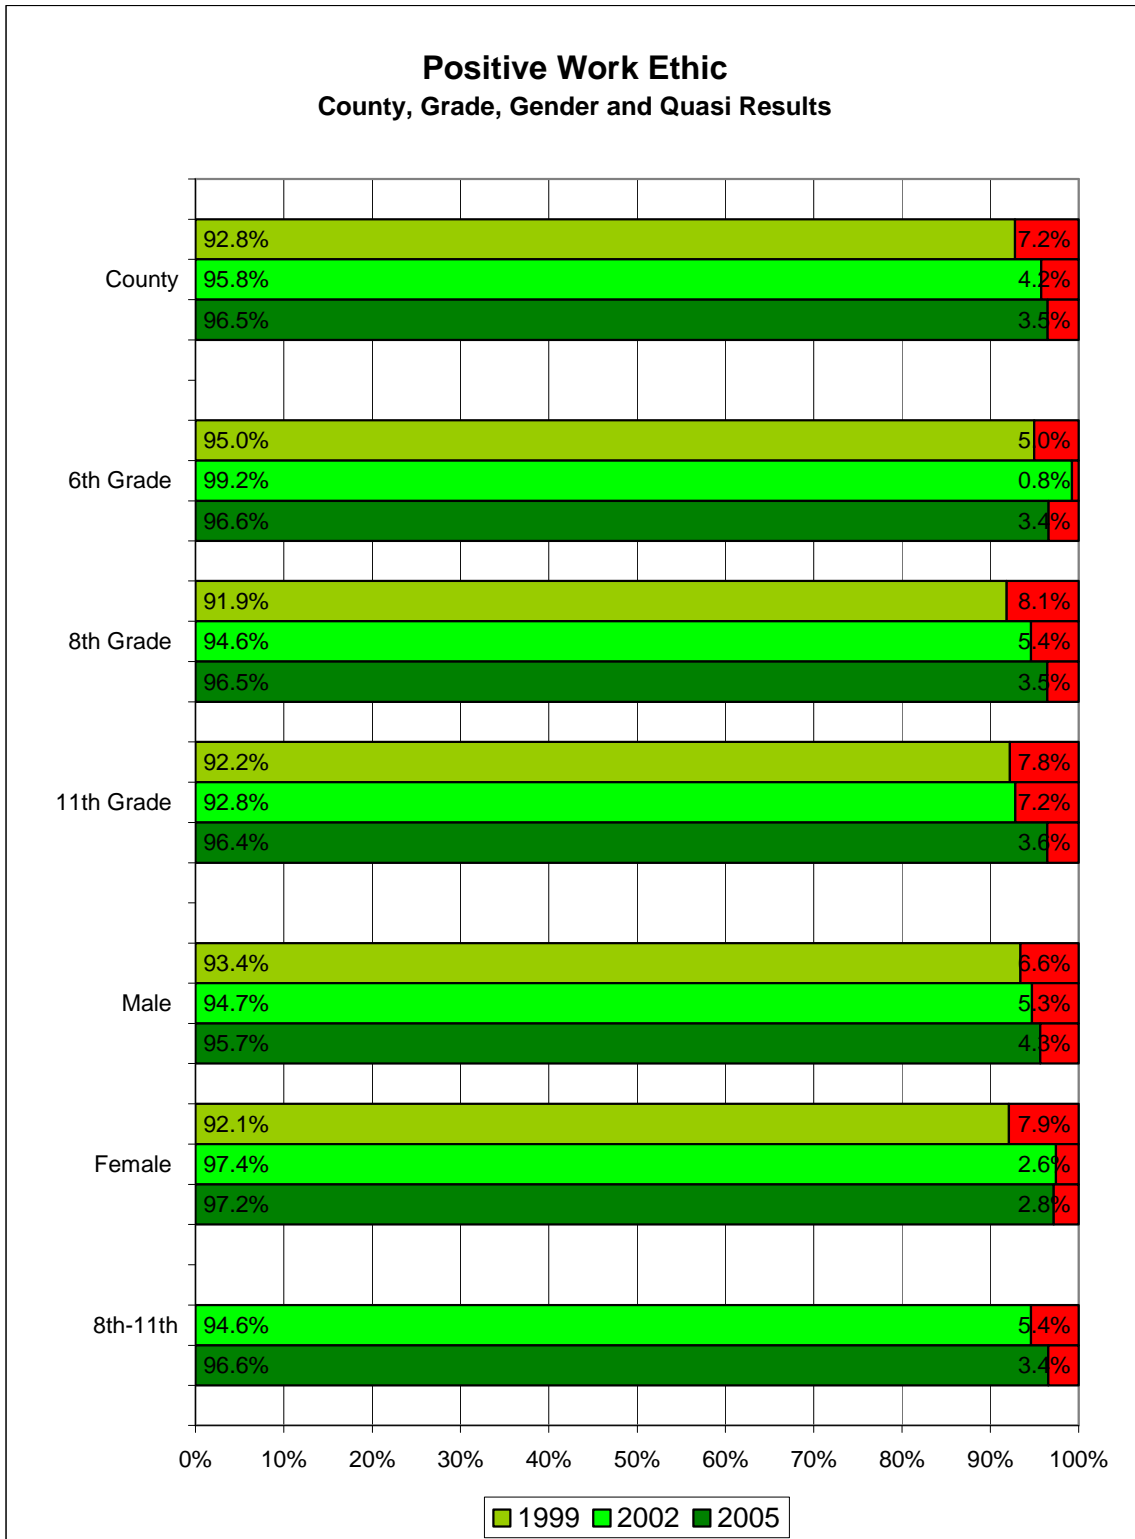 Positive Work Ethic
County, Grade, Gender and Quasi Results
County
92.8% 7.2%
95.8% 4.2%
96.5% 3.5%
6th Grade
95.0% 5.0%
99.2% 0.8%
96.6% 3.4%
8th Grade
91.9% 8.1%
94.6% 5.4%
96.5% 3.5%
11th Grade
92.2% 7.8%
92.8% 7.2%
96.4% 3.6%
Male
93.4% 6.6%
94.7% 5.3%
95.7% 4.3%
Female
92.1% 7.9%
97.4% 2.6%
97.2% 2.8%
8th-11th
94.6% 5.4%
96.6% 3.4%
0% 10% 20% 30% 40% 50% 60% 70% 80% 90% 100%
1999 2002 2005